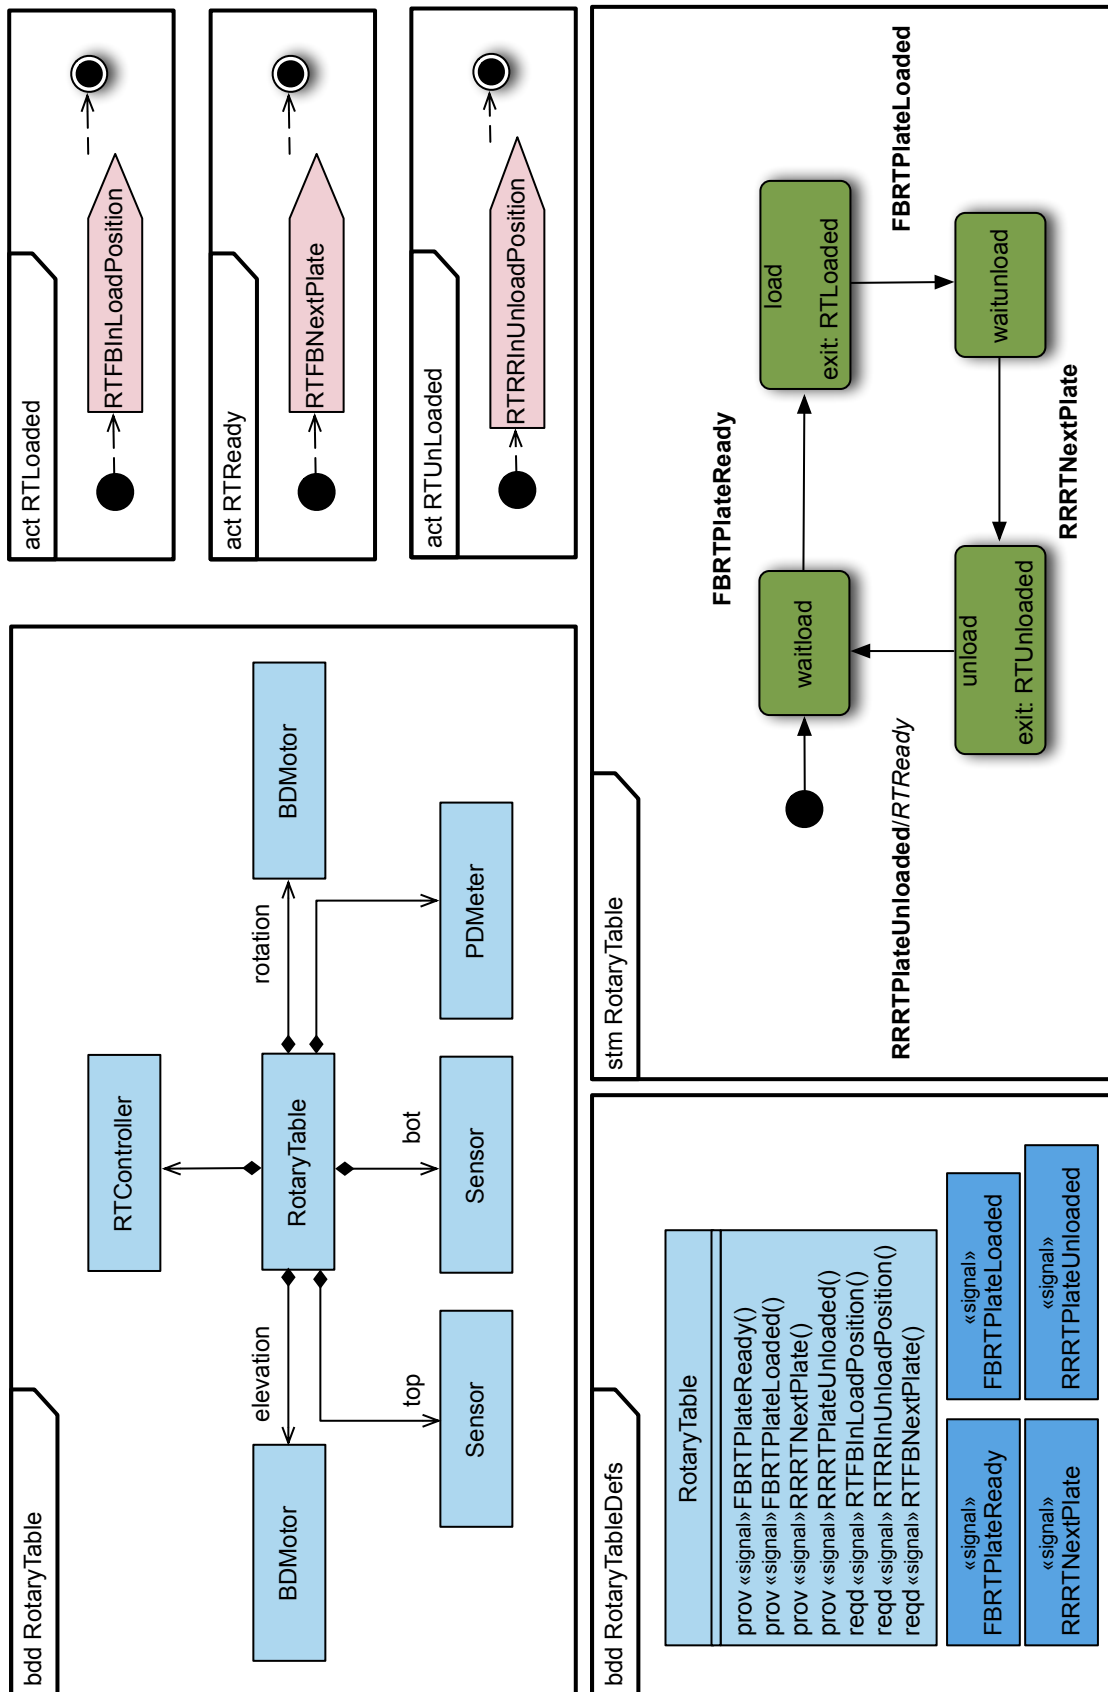 bdd RotaryTable
RTController
BDMotor
elevation
RotaryTable
rotation
BDMotor
top
bot
Sensor
Sensor
PDMeter
act RTLoaded
RTFBInLoadPosition
act RTReady
RTFBNextPlate
act RTUnLoaded
RTRRInUnloadPosition
bdd RotaryTableDefs
RotaryTable
prov «signal» FBRTPlateReady()
prov «signal» FBRTPlateLoaded()
prov «signal» RRRTNextPlate()
prov «signal» RRRTPlateUnloaded()
reqd «signal» RTFBInLoadPosition()
reqd «signal» RTRRInUnloadPosition()
reqd «signal» RTFBNextPlate()
«signal»
FBRTPlateReady
«signal»
FBRTPlateLoaded
«signal»
RRRTNextPlate
«signal»
RRRTPlateUnloaded
stm RotaryTable
FBRTPlateReady
waitload
load
exit: RTLoaded
RRRTPlateUnloaded/RTReady
FBRTPlateLoaded
unload
exit: RTUnloaded
waitunload
RRRTNextPlate